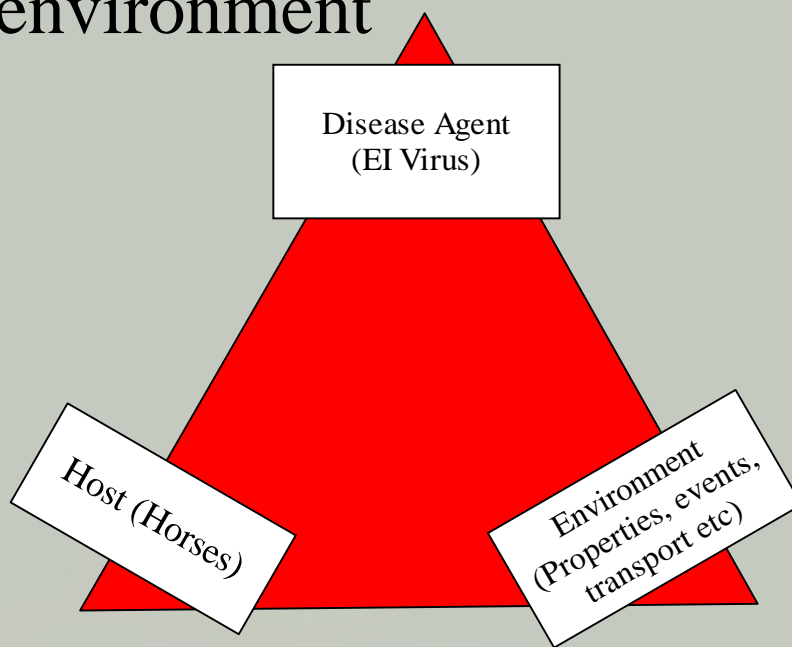 environment
Disease Agent
(EI Virus)
Host (Horses)
Environment
(Properties, events,
transport etc)